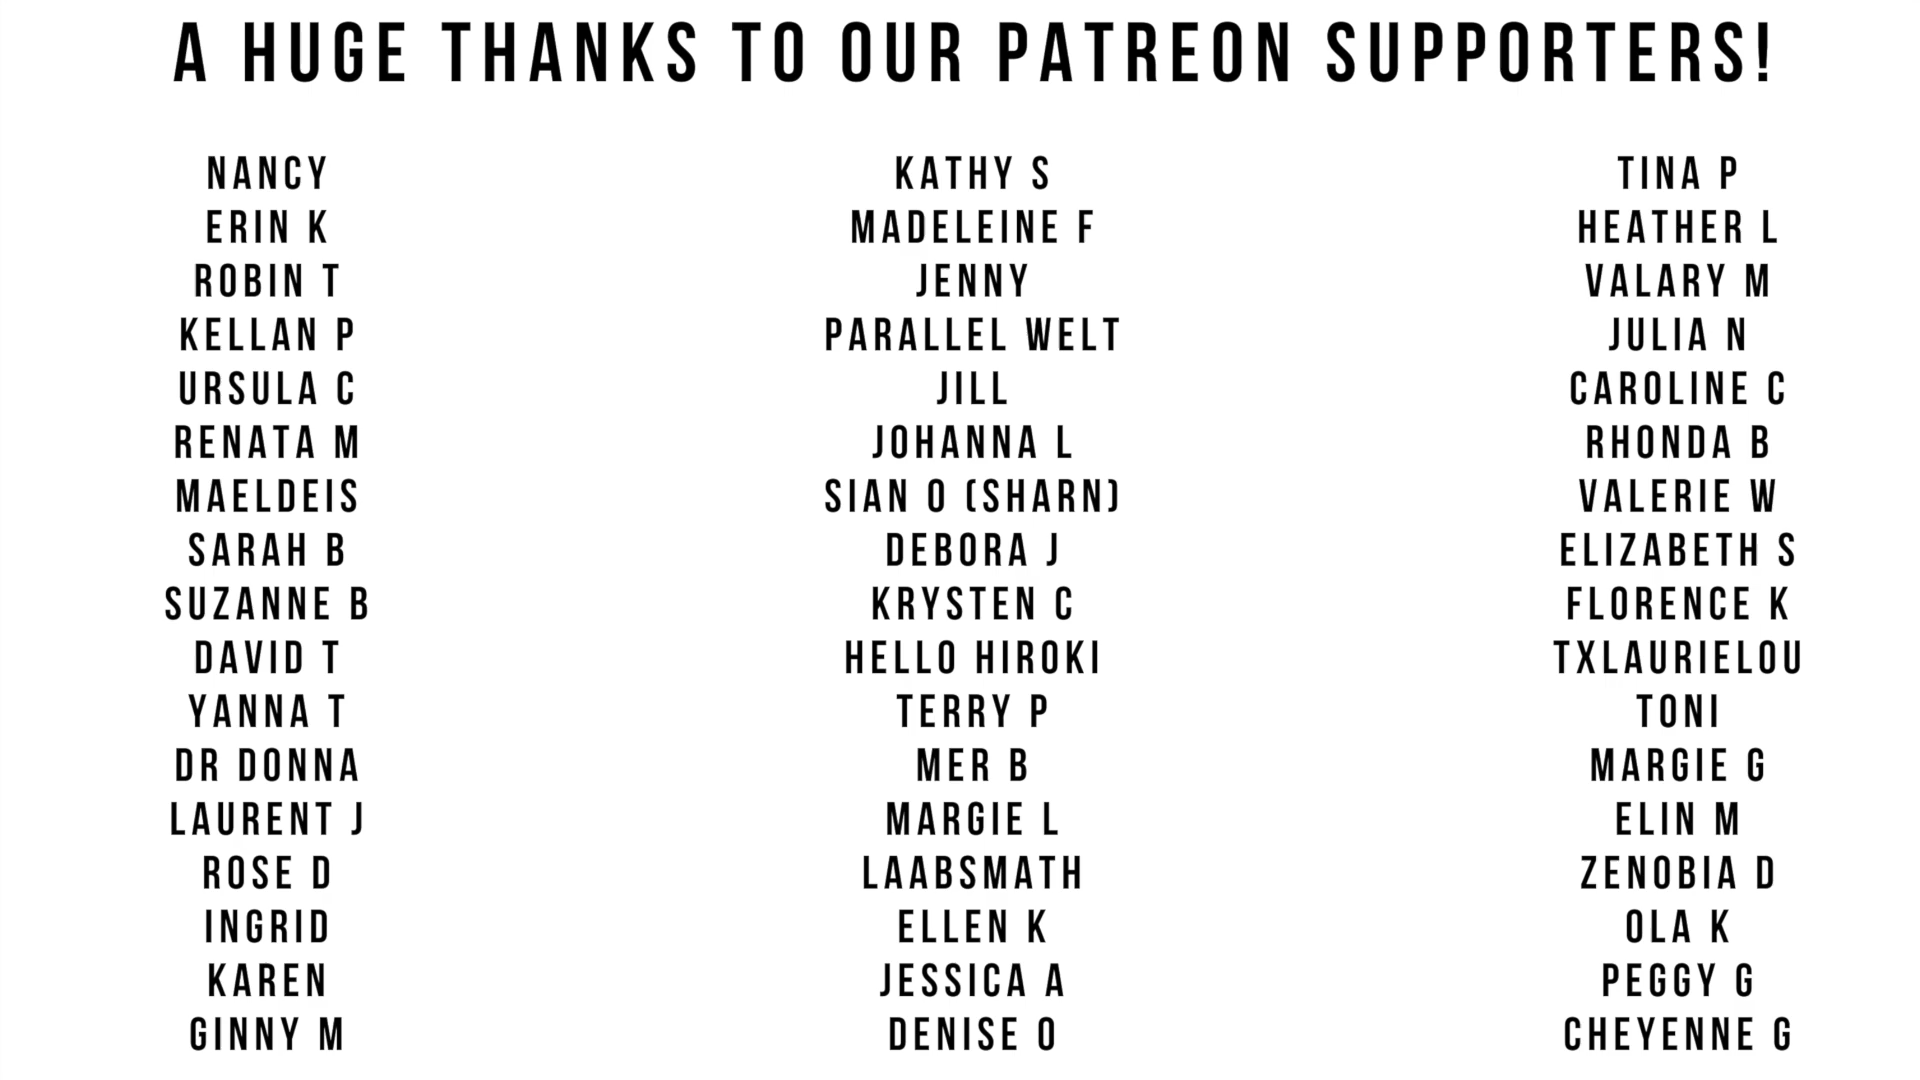 A HUGE THANKS TO OUR PATREON SUPPORTERS!
NANCY
ERIN K
ROBIN T
KELLAN P
URSULA C
RENATA M
MAELDEIS
SARAH B
SUZANNE B
DAVID T
YANNA T
DR DONNA
LAURENT J
ROSE D
INGRID
KAREN
GINNY M
KATHY S
MADELEINE F
JENNY
PARALLEL WELT
JILL
JOHANNA L
SIAN O (SHARN)
DEBORA J
KRYSTEN C
HELLO HIROKI
TERRY P
MER B
MARGIE L
LAABSMATH
ELLEN K
JESSICA A
DENISE O
TINA P
HEATHER L
VALARY M
JULIA N
CAROLINE C
RHONDA B
VALERIE W
ELIZABETH S
FLORENCE K
TXLAURIELOU
TONI
MARGIE G
ELIN M
ZENOBIA D
OLA K
PEGGY G
CHEYENNE G